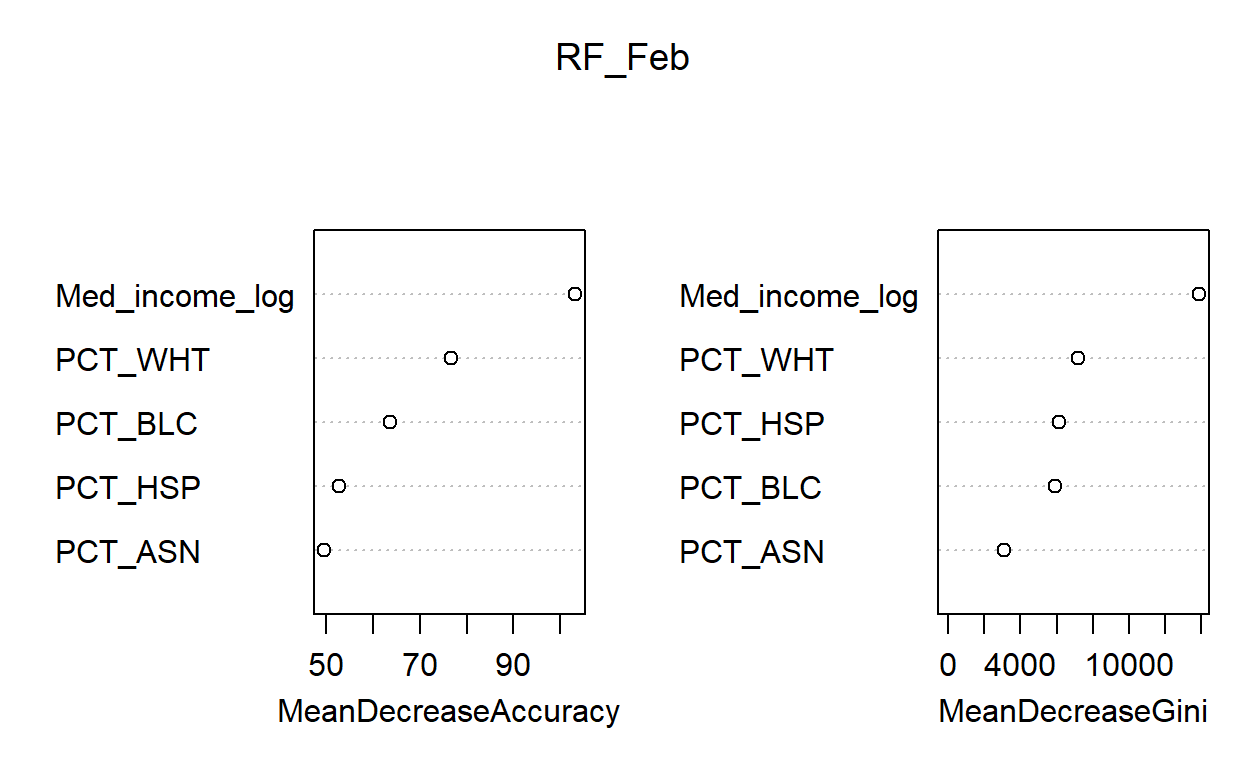 RF_Feb
Med_income_log
PCT_WHT
PCT_BLC
PCT_HSP
PCT_ASN
50 70 90
MeanDecreaseAccuracy
Med_income_log
PCT_WHT
PCT_HSP
PCT_BLC
PCT_ASN
0 4000 10000
MeanDecreaseGini